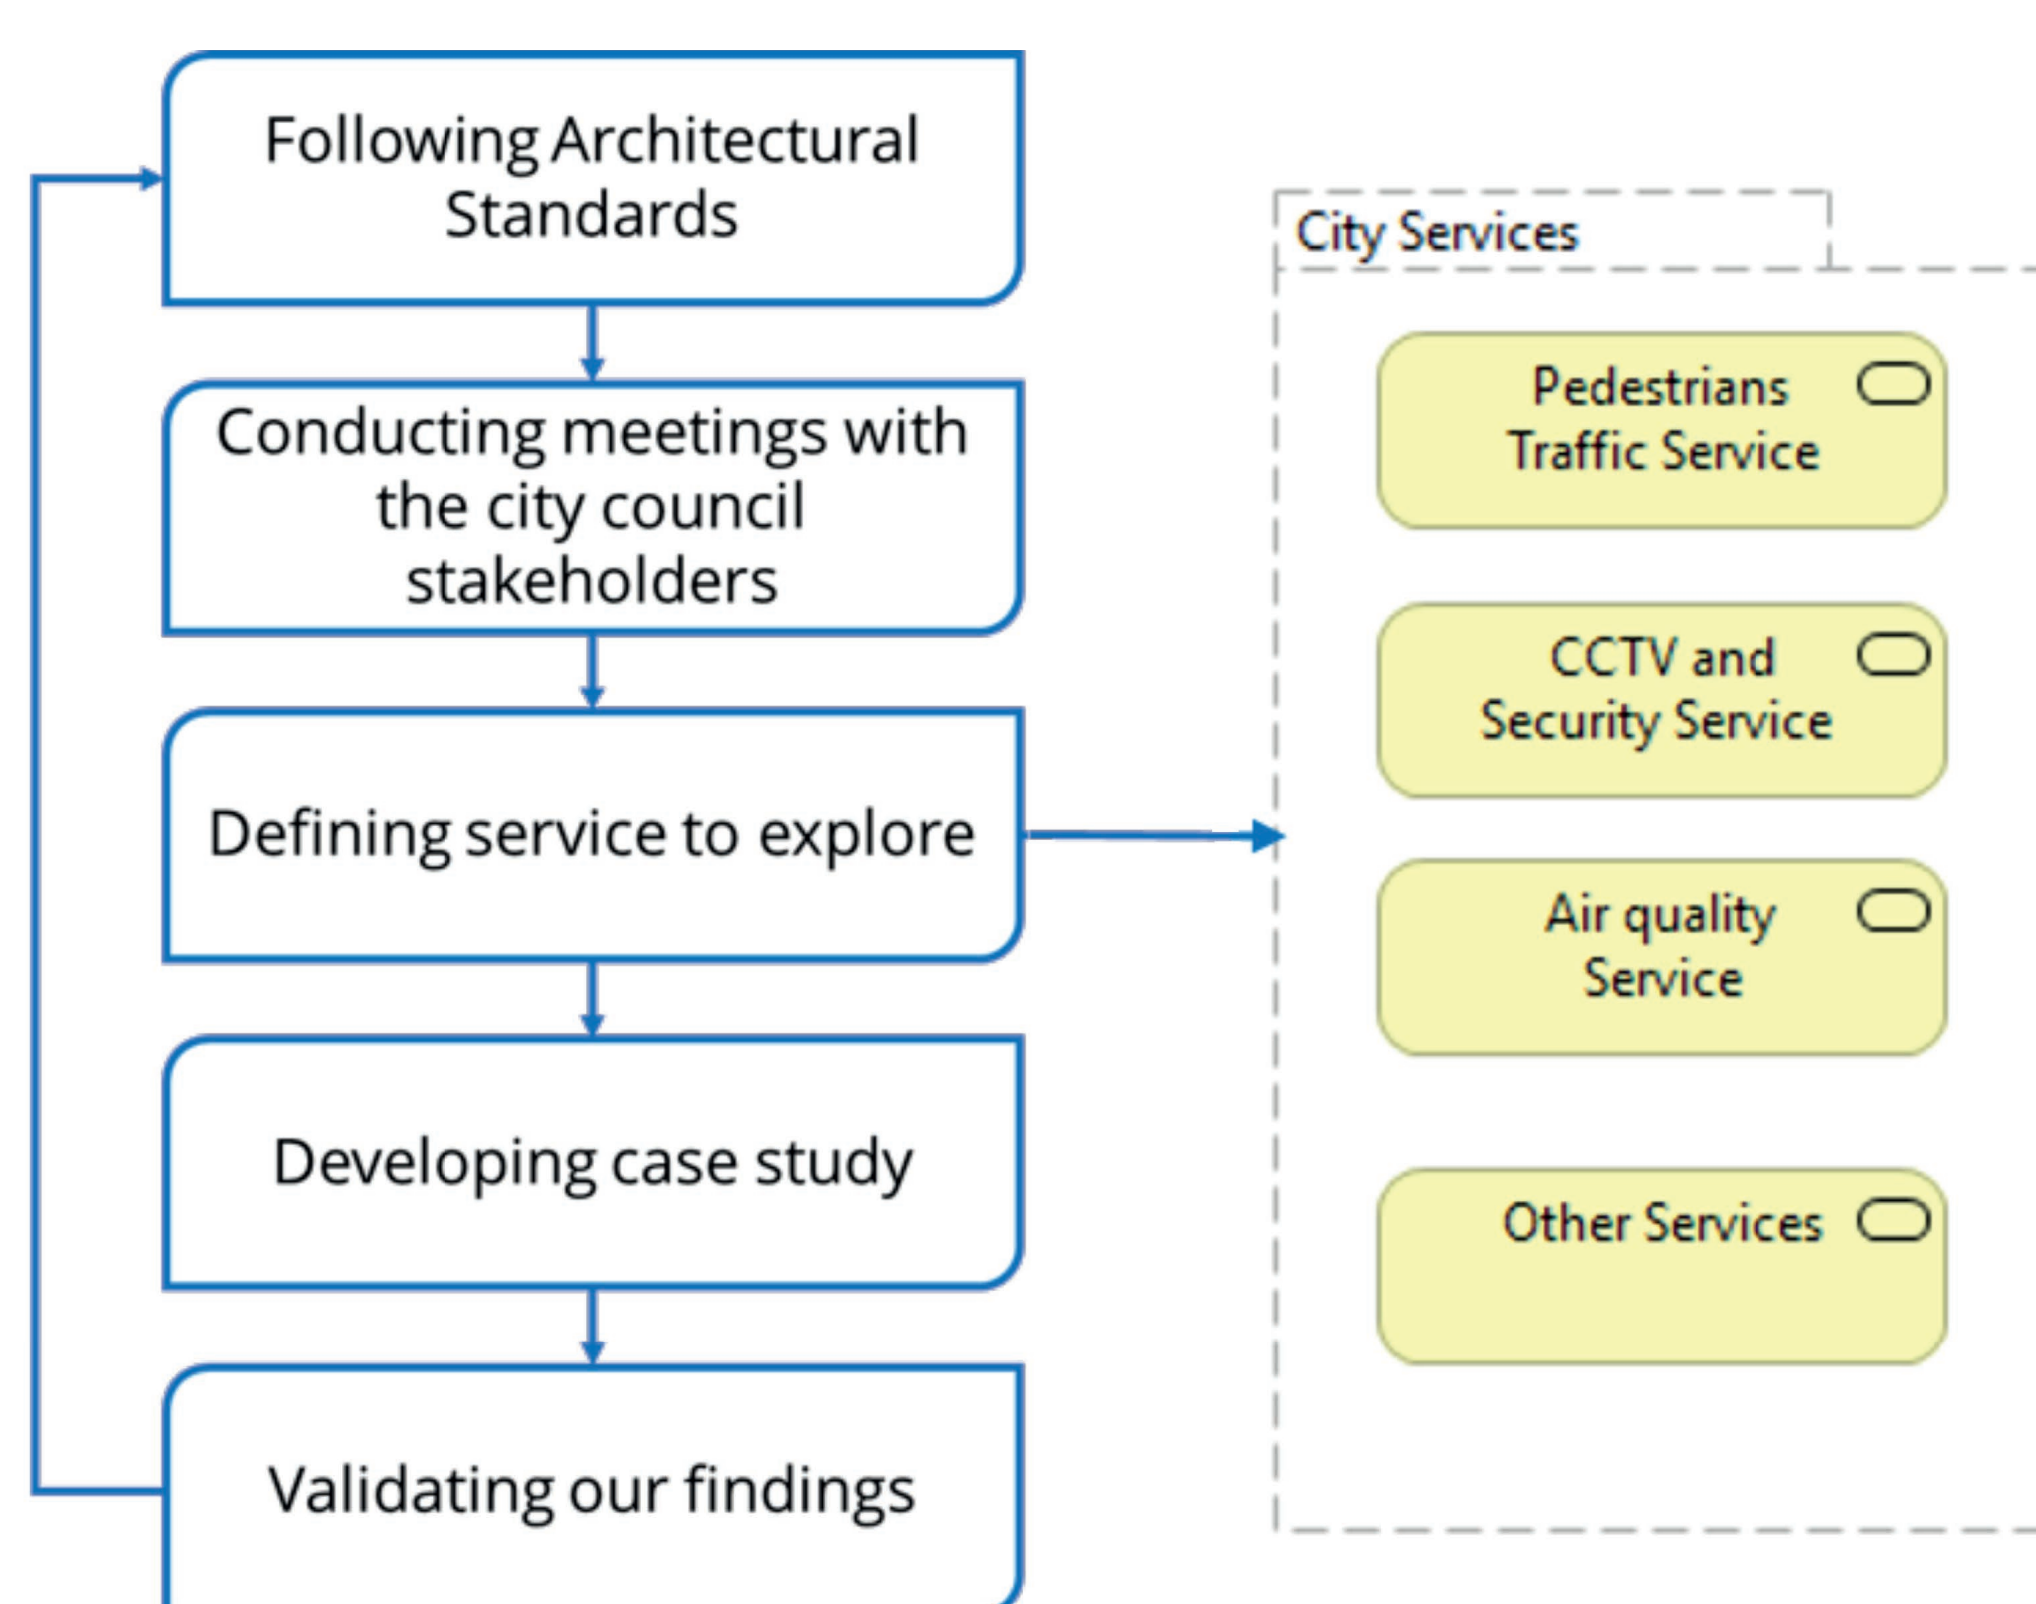 Following Architectural
Standards
Conducting meetings with
the city council
stakeholders
Defining service to explore
Developing case study
Validating our findings
City Services
Pedestrians
Traffic Service
CCTV and
Security Service
Air quality
Service
Other Services